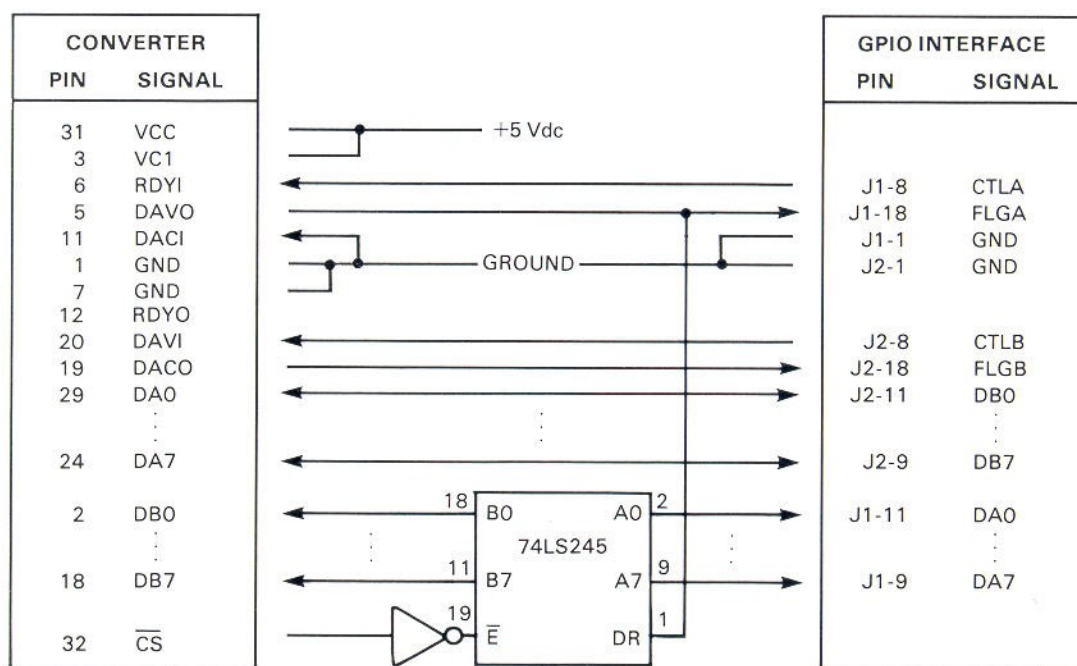 CONVERTER
PIN SIGNAL
31 VCC
3 VC1
6 RDYI
5 DAVO
11 DACI
1 GND
7 GND
12 RDYO
20 DAVI
19 DACO
29 DA0
24 DA7
2 DB0
18 DB7
32 CS
+5 Vdc
GROUND
18 B0 A0 2
74LS245
11 B7 A7 9
19 E DR 1
GPIO INTERFACE
PIN SIGNAL
J1-8 CTLA
J1-18 FLGA
J1-1 GND
J2-1 GND
J2-8 CTLB
J2-18 FLGB
J2-11 DB0
J2-9 DB7
J1-11 DA0
J1-9 DA7